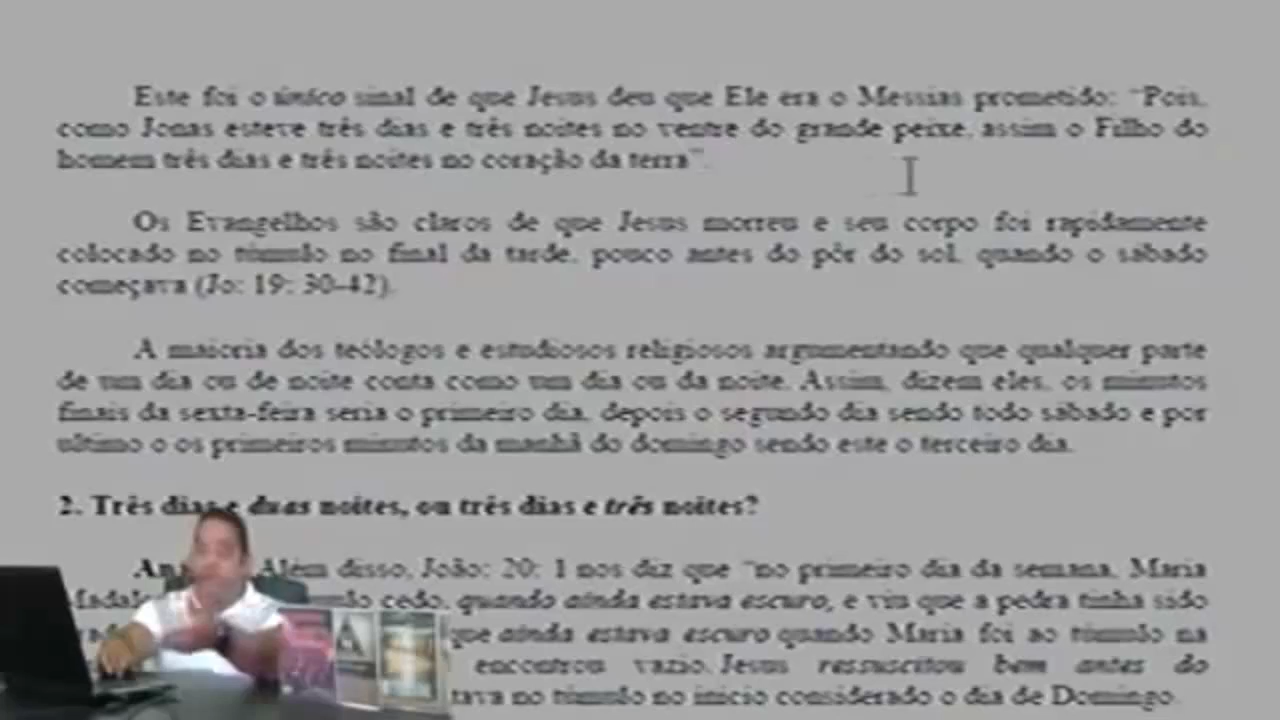 Este foi o único sinal de que Jesus deu que Ele era o Messias prometido: “Pois,
como Jonas esteve três dias e três noites no ventre do grande peixe, assim o Filho do
homem três dias e três noites no coração da terra”.
Os Evangelhos são claros de que Jesus morreu e seu corpo foi rapidamente
colocado no túmulo no final da tarde, pouco antes do pôr do sol, quando o sábado
começava (Jo: 19: 30-42).
A maioria dos teólogos e estudiosos religiosos argumentando que qualquer parte
de um dia ou de noite conta como um dia ou da noite. Assim, dizem eles, os minutos
finais da sexta-feira seria o primeiro dia, depois o segundo dia sendo todo sábado e por
ultimo o os primeiros minutos da manhã do domingo sendo este o terceiro dia.
2. Três dias e duas noites, ou três dias e três noites?
Além disso, João: 20: 1 nos diz que “no primeiro dia da semana, Maria
cedo, quando ainda estava escuro, e viu que a pedra tinha sido
que ainda estava escuro quando Maria foi ao túmulo na
encontrou vazio. Jesus ressuscitou bem antes do
no túmulo no início considerado o dia de Domingo.